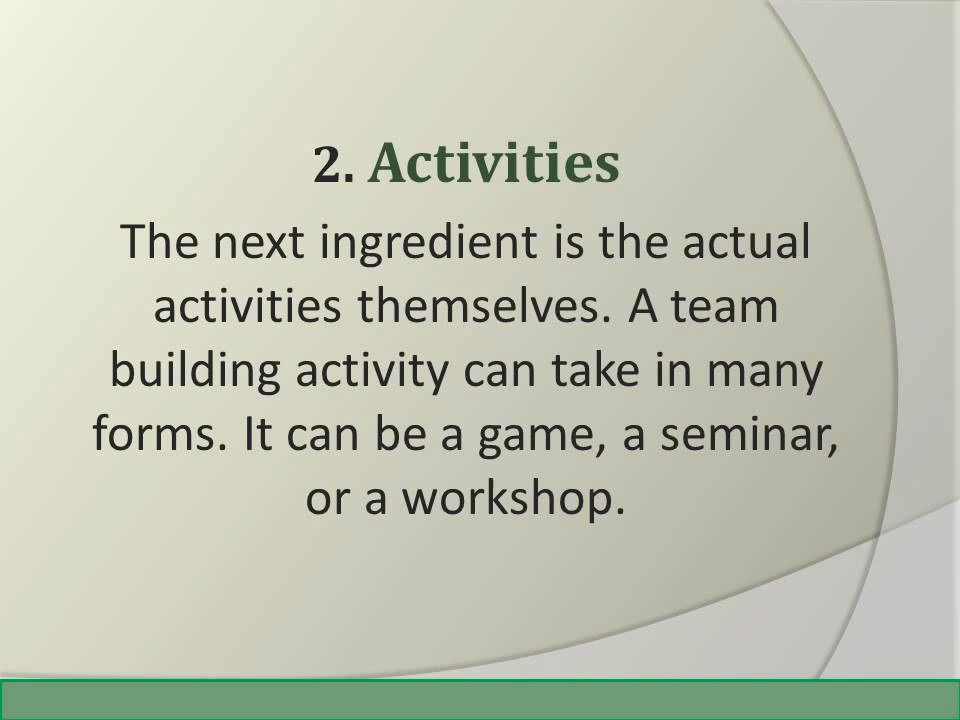 2. Activities
The next ingredient is the actual
activities themselves. A team
building activity can take in many
forms. It can be a game, a seminar,
or a workshop.